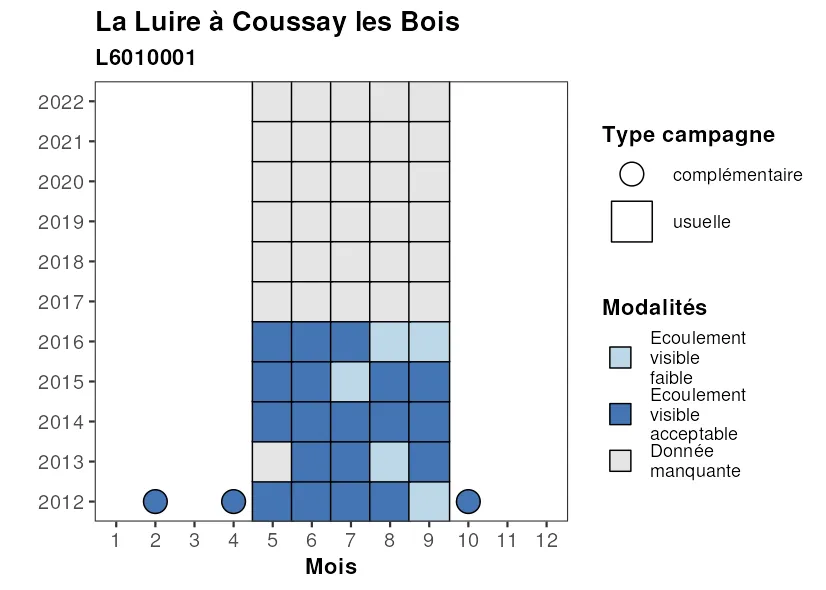 La Luire à Coussay les Bois
L6010001
2022
2021
2020
2019
2018
2017
2016
2015
2014
2013
2012
1 2 3 4 5 6 7 8 9 10 11 12
Mois
Type campagne
complémentaire
usuelle
Modalités
Ecoulement
visible
faible
Ecoulement
visible
acceptable
Donnée
manquante